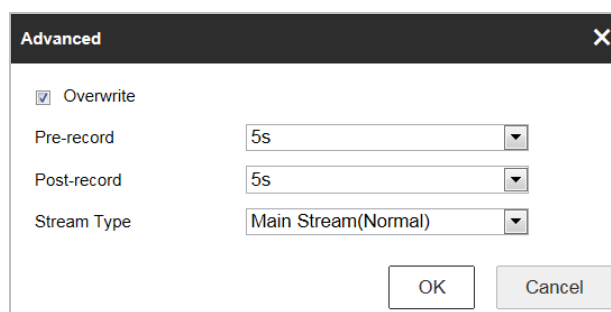 Advanced
Overwrite
Pre-record 5s
Post-record 5s
Stream Type Main Stream(Normal)
OK Cancel